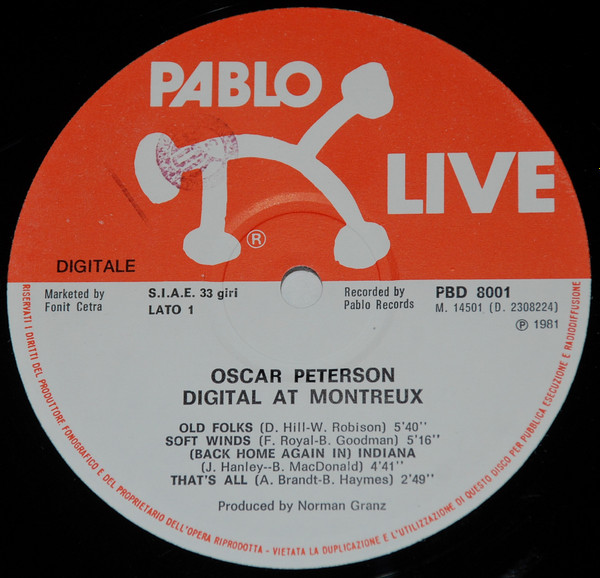 PABLO
LIVE
®
DIGITALE
Marketed by
Fonit Cetra
S.I.A.E. 33 giri
LATO 1
Recorded by
Pablo Records
PBD 8001
M. 14501 (D. 2308224)
℗ 1981
OSCAR PETERSON
DIGITAL AT MONTREUX
OLD FOLKS (D. Hill-W. Robison) 5'40''
SOFT WINDS (F. Royal-B. Goodman) 5'16''
(BACK HOME AGAIN IN) INDIANA
(J. Hanley--B. MacDonald) 4'41''
THAT'S ALL (A. Brandt-B. Haymes) 2'49''
Produced by Norman Granz
RISERVATI I DIRITTI DEL PRODUTTORE FONOGRAFICO E DEL PROPRIETARIO DELL'OPERA RIPRODOTTA - VIETATA LA DUPLICAZIONE E L'UTILIZZAZIONE DI QUESTO DISCO PER PUBBLICA ESECUZIONE E RADIODIFFUSIONE